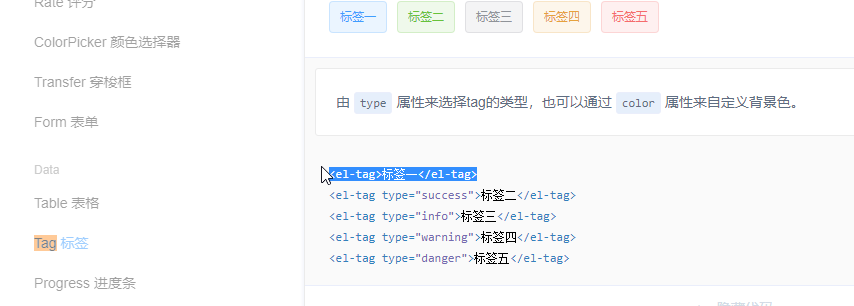 Rate 评分
ColorPicker 颜色选择器
Transfer 穿梭框
Form 表单
Data
Table 表格
Tag 标签
Progress 进度条
标签一 标签二 标签三 标签四 标签五
由 type 属性来选择tag的类型，也可以通过 color 属性来自定义背景色。
<el-tag>标签一</el-tag>
<el-tag type="success">标签二</el-tag>
<el-tag type="info">标签三</el-tag>
<el-tag type="warning">标签四</el-tag>
<el-tag type="danger">标签五</el-tag>